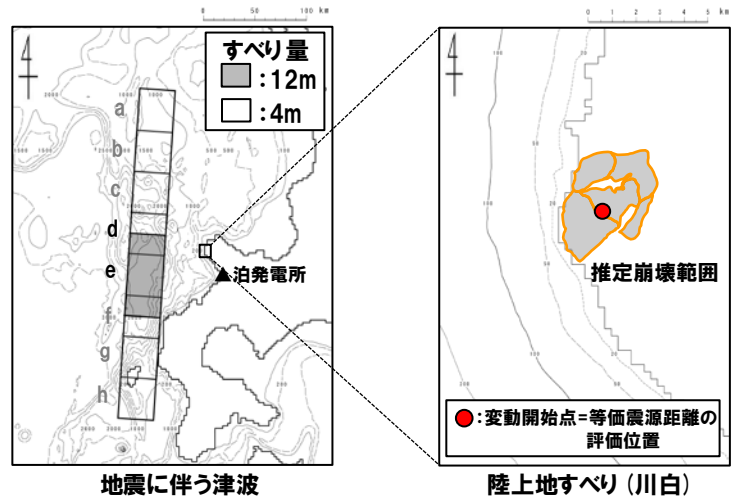 0 50 100 km
すべり量
:12m
:4m
a
b
c
d
e
f
g
h
泊発電所
地震に伴う津波
0 1 2 3 4 5 km
推定崩壊範囲
:変動開始点=等価震源距離の
評価位置
陸上地すべり(川白)